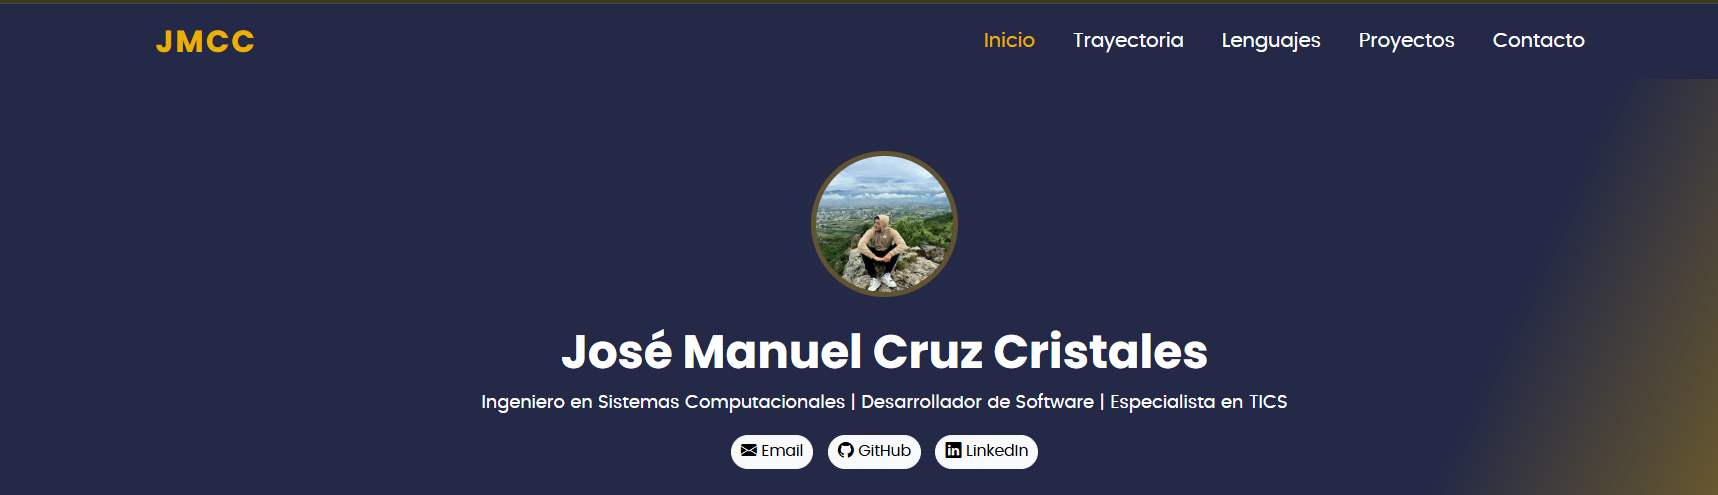 JMCC
Inicio Trayectoria Lenguajes Proyectos Contacto
José Manuel Cruz Cristales
Ingeniero en Sistemas Computacionales | Desarrollador de Software | Especialista en TICS
Email GitHub LinkedIn